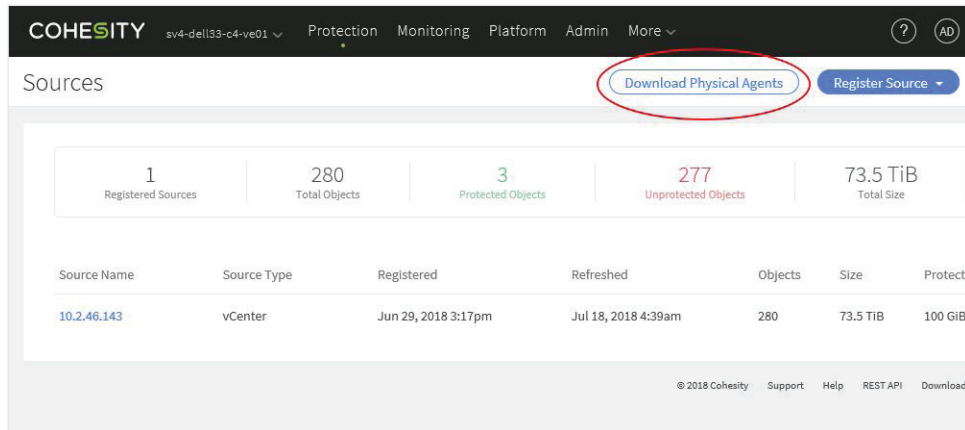 COHESITY sv4-dell33-c4-ve01 Protection Monitoring Platform Admin More ? AD
Sources Download Physical Agents Register Source
1 280 3 277 73.5 TiB
Registered Sources Total Objects Protected Objects Unprotected Objects Total Size
Source Name Source Type Registered Refreshed Objects Size Protect
10.2.46.143 vCenter Jun 29, 2018 3:17pm Jul 18, 2018 4:39am 280 73.5 TiB 100 GiB
© 2018 Cohesity Support Help REST API Download